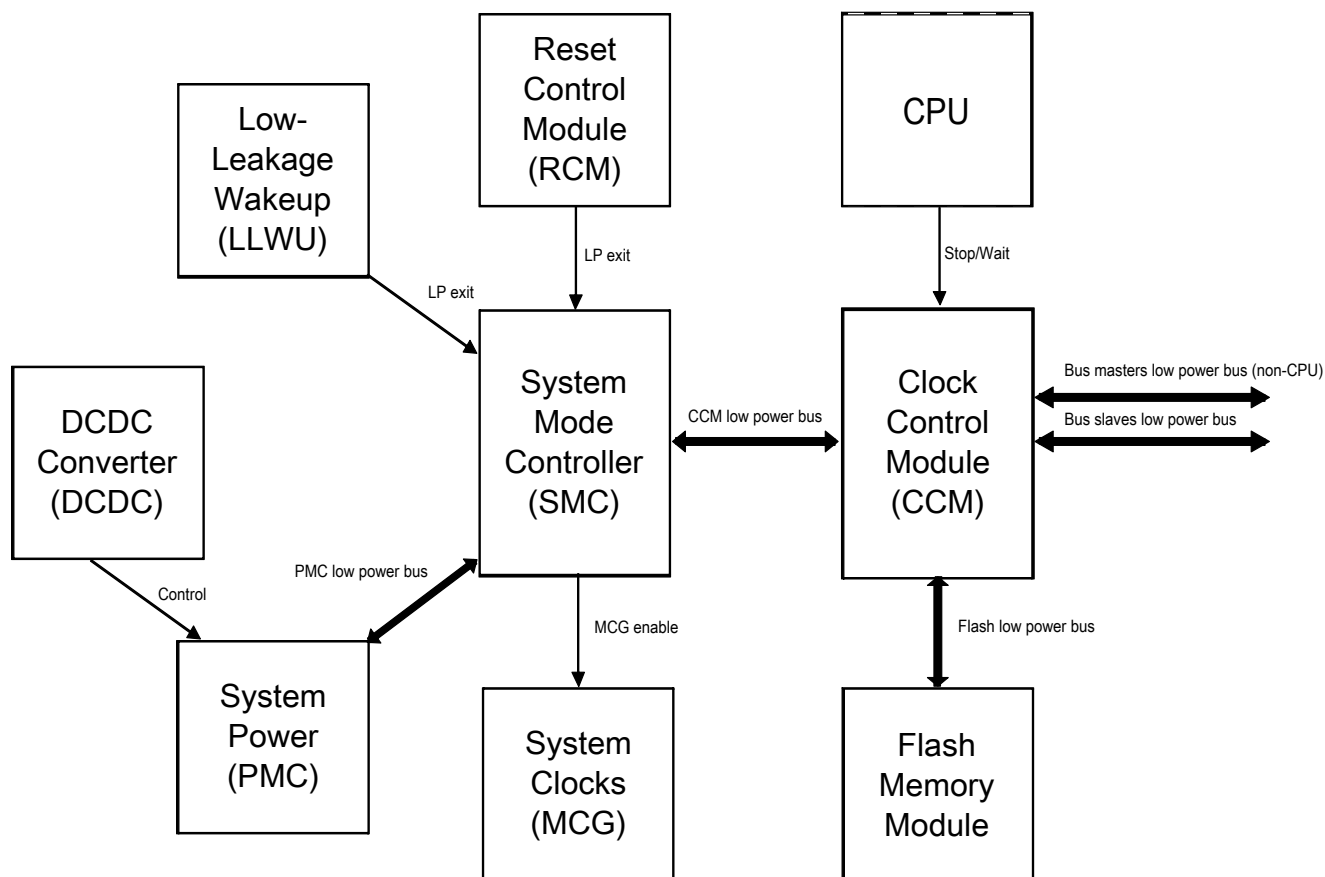 Reset
Control
Module
(RCM)
CPU
Low-
Leakage
Wakeup
(LLWU)
LP exit
Stop/Wait
LP exit
System
Mode
Controller
(SMC)
Clock
Control
Module
(CCM)
Bus masters low power bus (non-CPU)
CCM low power bus
Bus slaves low power bus
DCDC
Converter
(DCDC)
PMC low power bus
Control
MCG enable
Flash low power bus
System
Power
(PMC)
System
Clocks
(MCG)
Flash
Memory
Module